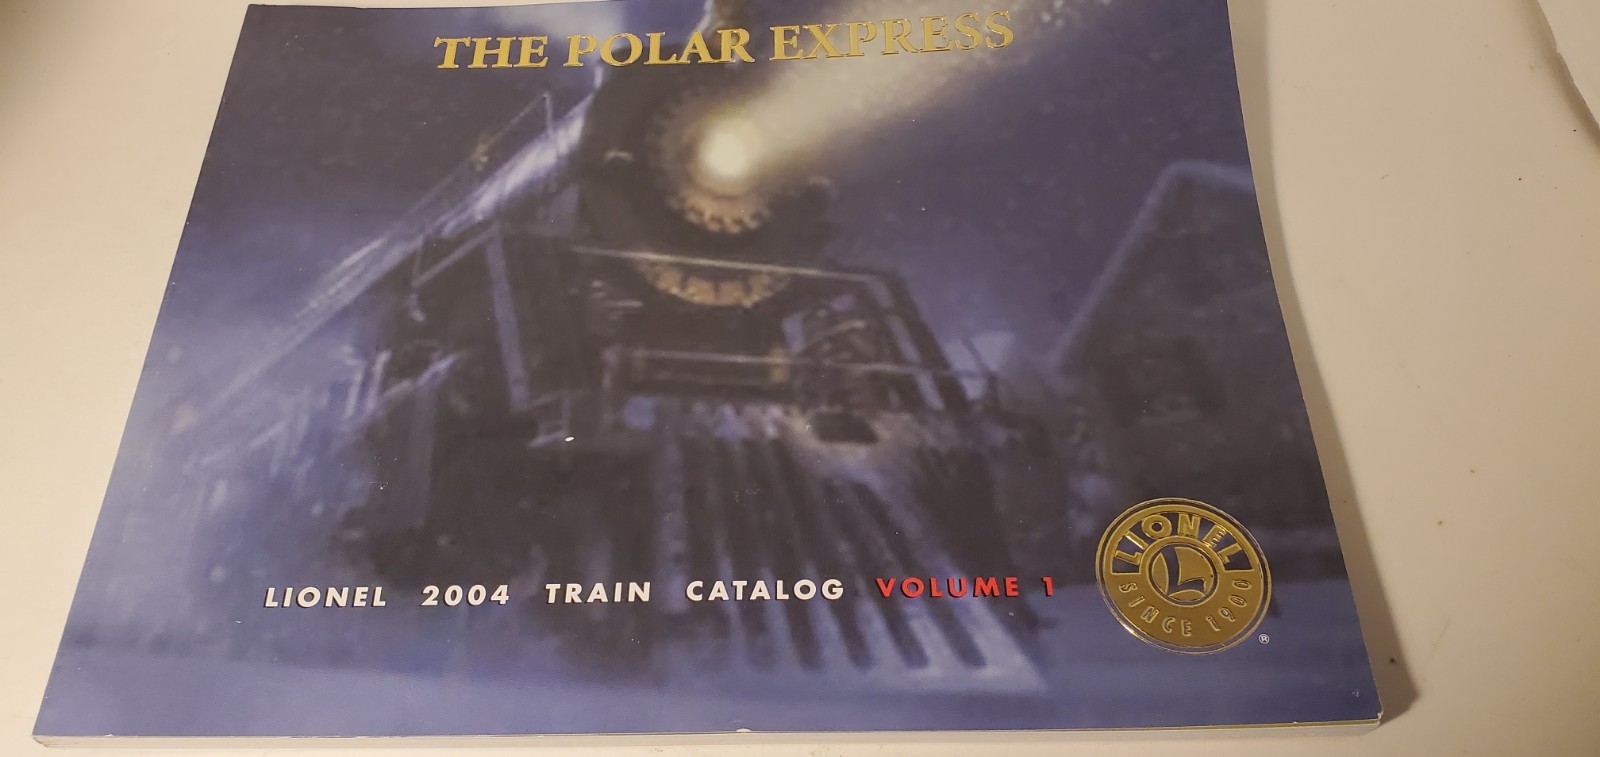 THE POLAR EXPRESS
LIONEL 2004 TRAIN CATALOG VOLUME 1
LIONEL
L
SINCE 1900
®